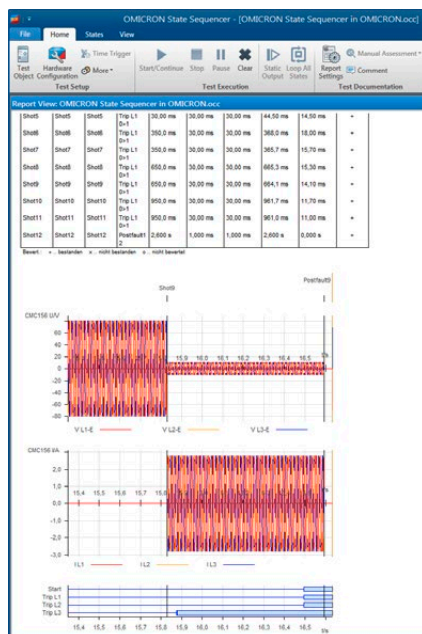 OMICRON State Sequencer - [OMICRON State Sequencer in OMICRON.occ]
File Home States View
Test Object Hardware Configuration Time Trigger More Start/Continue Stop Pause Clear Static Output Loop All States Report Settings Manual Assessment Comment
Test Setup Test Execution Test Documentation
Report View: OMICRON State Sequencer in OMICRON.occ
Shot5 Shot5 Shot5 Trip L1 0>1 30,00 ms 30,00 ms 30,00 ms 44,50 ms 14,50 ms +
Shot6 Shot6 Shot6 Trip L1 0>1 350,0 ms 30,00 ms 30,00 ms 368,0 ms 18,00 ms +
Shot7 Shot7 Shot7 Trip L1 0>1 350,0 ms 30,00 ms 30,00 ms 365,7 ms 15,70 ms +
Shot8 Shot8 Shot8 Trip L1 0>1 650,0 ms 30,00 ms 30,00 ms 665,3 ms 15,30 ms +
Shot9 Shot9 Shot9 Trip L1 0>1 650,0 ms 30,00 ms 30,00 ms 664,1 ms 14,10 ms +
Shot10 Shot10 Shot10 Trip L1 0>1 950,0 ms 30,00 ms 30,00 ms 961,7 ms 11,70 ms +
Shot11 Shot11 Shot11 Trip L1 0>1 950,0 ms 30,00 ms 30,00 ms 961,0 ms 11,00 ms +
Shot12 Shot12 Shot12 Postfault1 2 2,600 s 1,000 ms 1,000 ms 2,600 s 0,000 s +
Bewert.: + .. bestanden x .. nicht bestanden o .. nicht bewertet
Shot9 Postfault9
CMC156 U/V
60
40
20
15,9 16,0 16,1 16,2 16,3 16,4 16,5 t/s
0
-20
-40
-60
-80
V L1-E V L2-E V L3-E
CMC156 I/A
2,0
1,0
15,4 15,5 15,6 15,7 15,8
0,0
-1,0
-2,0
-3,0
I L1 I L2 I L3
Start
Trip L1
Trip L2
Trip L3
15,4 15,5 15,6 15,7 15,8 15,9 16,0 16,1 16,2 16,3 16,4 16,5 t/s